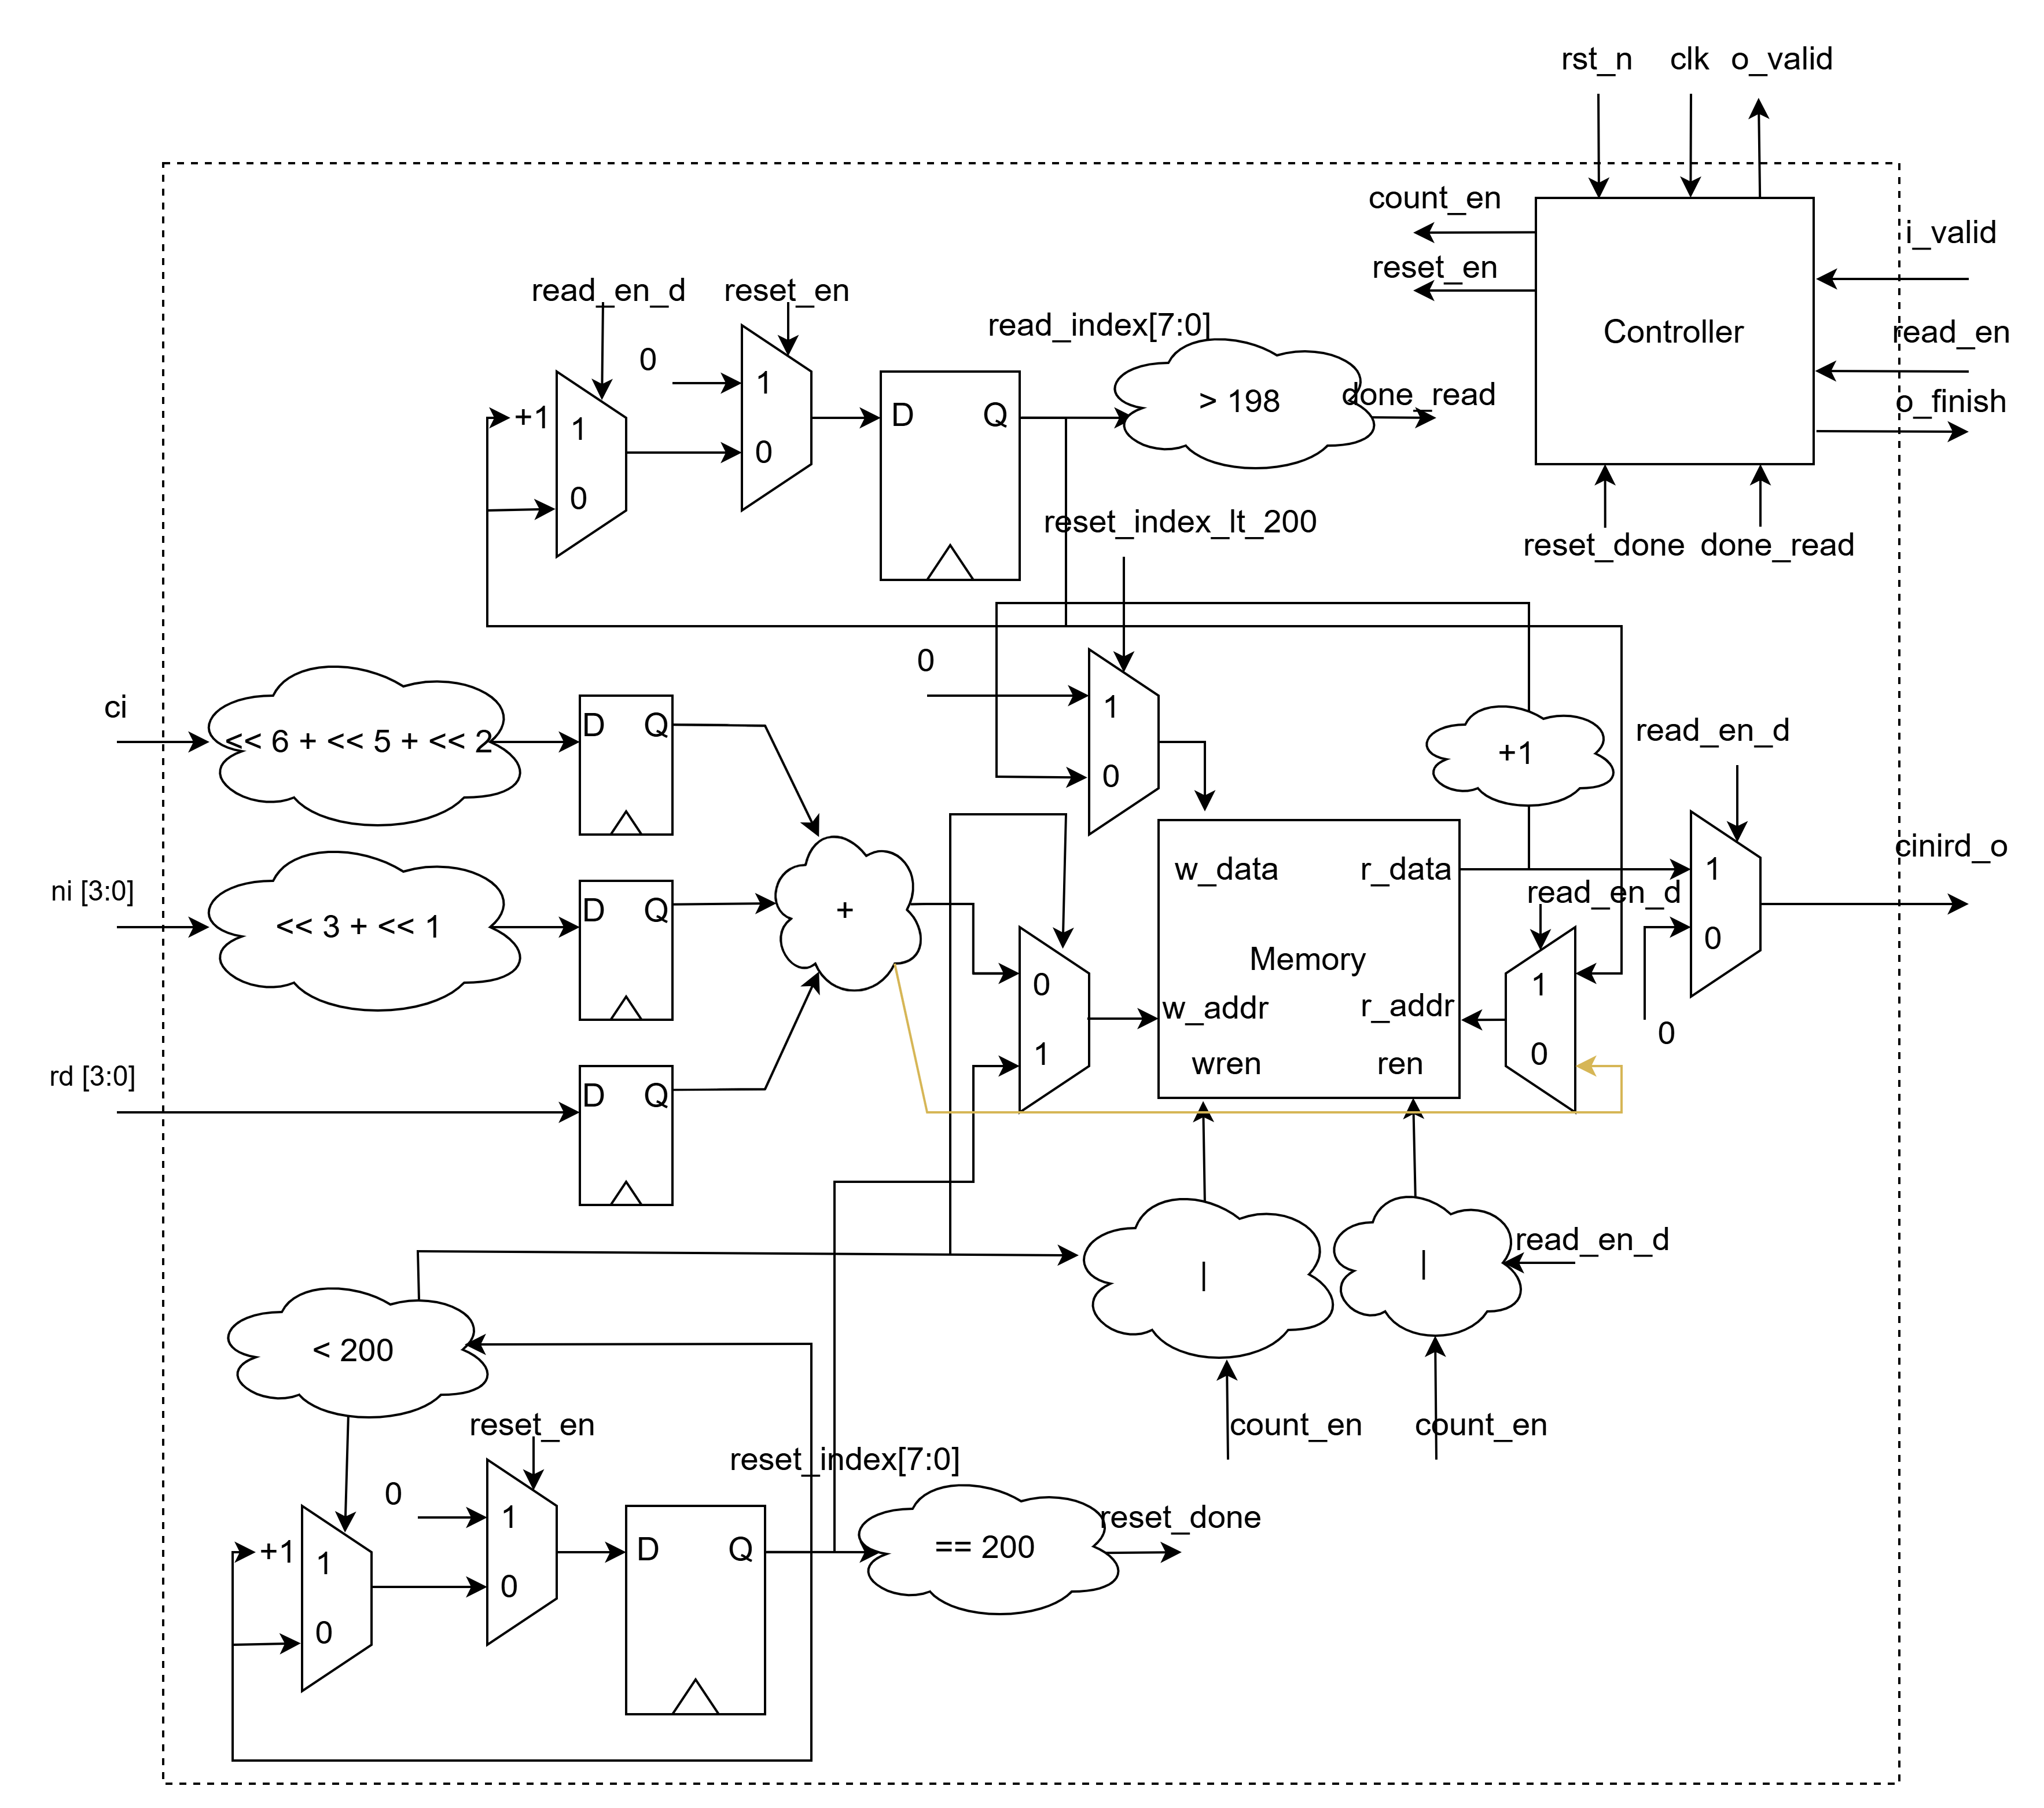 rst_n clk o_valid
count_en
i_valid
reset_en
read_en_d reset_en
read_index[7:0]
Controller
read_en
0
1
> 198
done_read
o_finish
+1
1
D Q
0
0
reset_index_lt_200
reset_done done_read
0
ci
1
D Q
read_en_d
<< 6 + << 5 + << 2
+1
0
w_data r_data
1
cinird_o
ni [3:0]
D Q
read_en_d
+
<< 3 + << 1
0
Memory
0
1
w_addr r_addr
0
1
0
rd [3:0]
wren ren
D Q
read_en_d
|
|
< 200
reset_en
count_en count_en
reset_index[7:0]
0
1
reset_done
+1
1
D Q
== 200
0
0